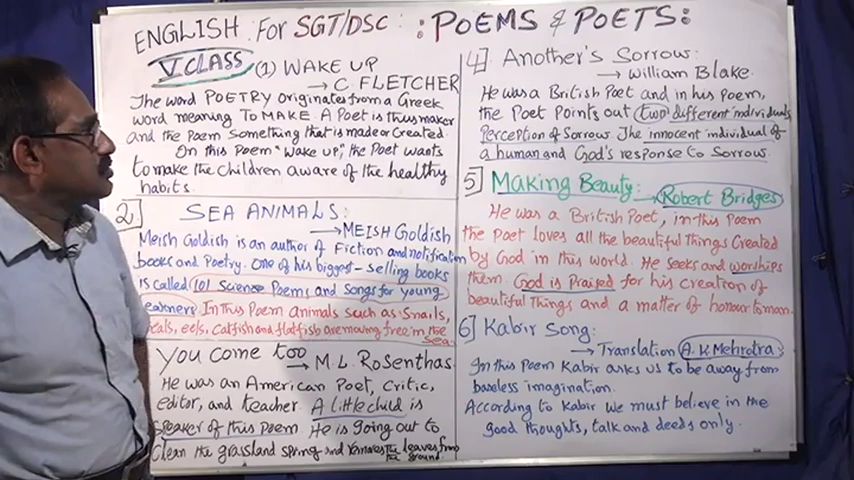 ENGLISH For SGT/DSC : POEMS & POETS:
V CLASS (1) WAKE UP
→ C. FLETCHER
The word POETRY originates from a Greek
word meaning TO MAKE A Poet is thus maker
and the Poem something that is made or created.
In this Poem "Wake up," the Poet wants
to make the children aware of the healthy
habits.
2] SEA ANIMALS:
→ MEISH Goldish
Meish Goldish is an author of Fiction and notification
books and Poetry. One of his biggest-selling books
is called 101 Science Poems and Songs for young
Learners. In this Poem animals such as Snails,
eels, catfish and flatfish are moving free in the
Sea.
You come too
→ M.L. Rosenthas.
He was an American Poet, Critic,
editor, and teacher. A little child is
Speaker of this Poem. He is going out to
Clean the grassland Spring and removes the leaves from
the ground.
4] Another's Sorrow:
→ William Blake.
He was a British Poet and in his Poem,
the Poet Points out two different individuals
Perception of Sorrow. The innocent individual of
a human and God's response to Sorrow.
5] Making Beauty: → Robert Bridges
He was a British Poet, in this Poem
the Poet loves all the beautiful Things Created
by God in this world. He Seeks and worships
them. God is Praised for his creation of
beautiful Things and a matter of honour to man.
6] Kabir Song:
→ Translation A.K. Mehrotra:
In this Poem Kabir asks us to be away from
baseless imagination.
According to Kabir we must believe in the
good thoughts, talk and deeds only.